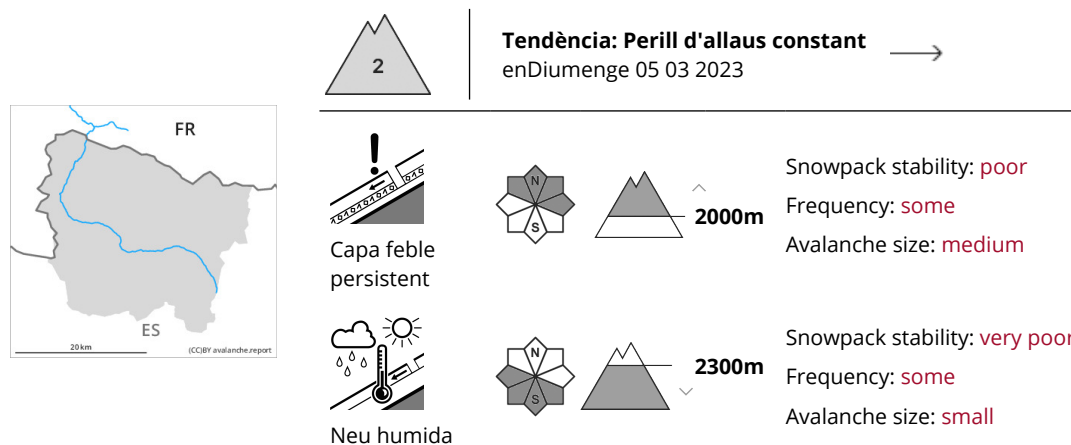 2
Tendència: Perill d'allaus constant
enDiumenge 05 03 2023
FR
ES
20 km
(CC)BY avalanche.report
Capa feble
persistent
N
S
2000m
Snowpack stability: poor
Frequency: some
Avalanche size: medium
Neu humida
N
S
2300m
Snowpack stability: very poor
Frequency: some
Avalanche size: small